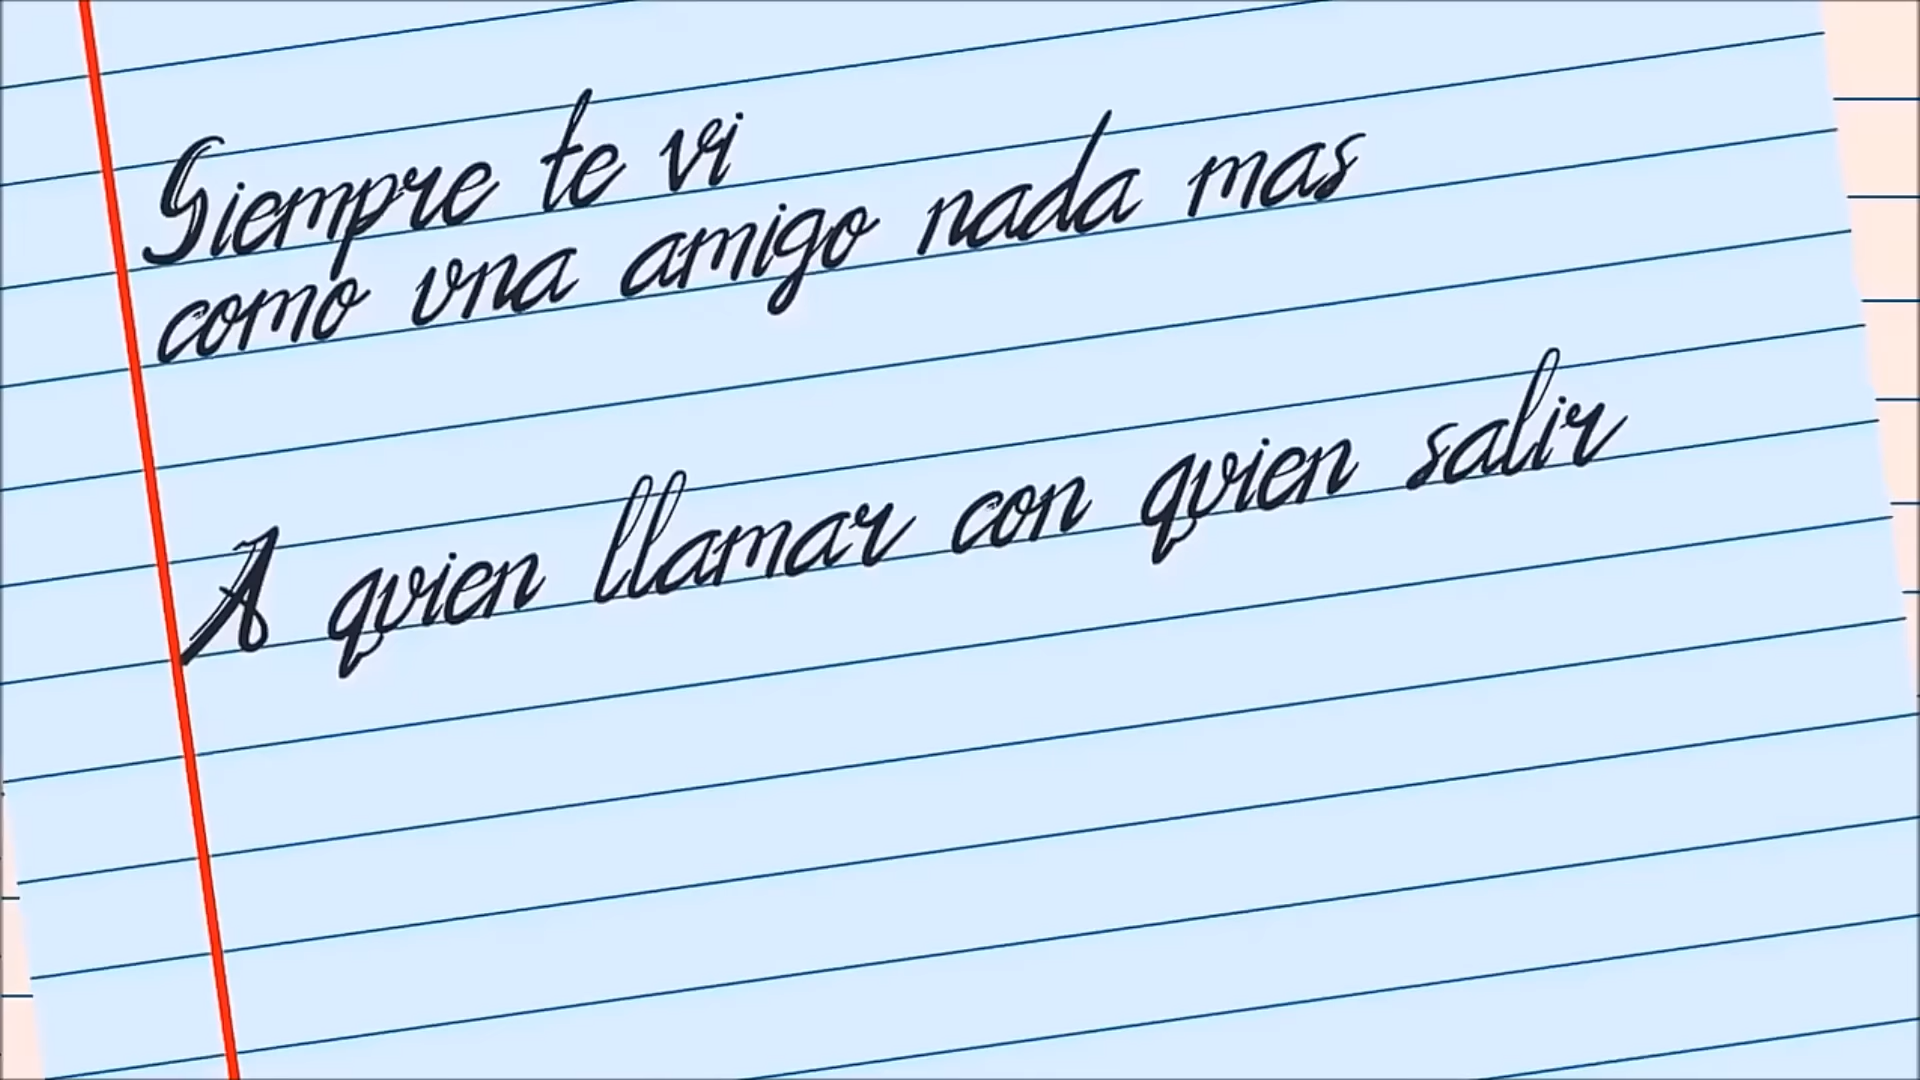 Siempre te vi
como una amigo nada mas
A quien llamar con quien salir